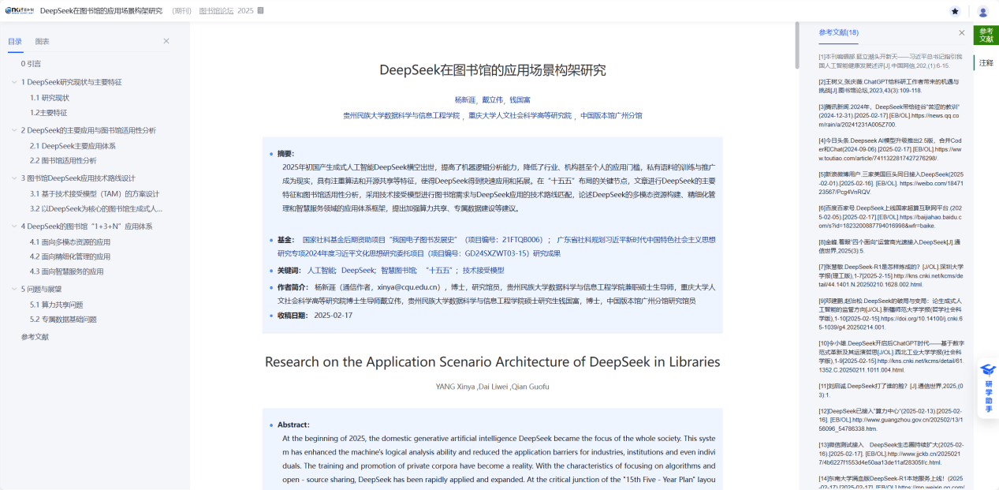 DeepSeek在图书馆的应用场景构架研究 (期刊) 图书馆论坛 2025
目录 图表
0 引言
1 DeepSeek研究现状与主要特征
1.1 研究现状
1.2主要特征
2 DeepSeek的主要应用与图书馆适用性分析
2.1 DeepSeek主要应用体系
2.2 图书馆适用性分析
3 图书馆DeepSeek应用技术路线设计
3.1 基于技术接受模型（TAM）的方案设计
3.2 以DeepSeek为核心的图书馆生成式人...
4 DeepSeek的图书馆“1+3+N”应用体系
4.1 面向多模态资源的应用
4.2 面向精细化管理的应用
4.3 面向智慧服务的应用
5 问题与展望
5.1 算力共享问题
5.2 专属数据基础问题
参考文献
DeepSeek在图书馆的应用场景构架研究
杨新涯，戴立伟，钱国富
贵州民族大学数据科学与信息工程学院 ，重庆大学人文社会科学高等研究院 ，中国版本馆广州分馆
摘要：
2025年初国产生成式人工智能DeepSeek横空出世，提高了机器逻辑分析能力，降低了行业、机构甚至个人的应用门槛，私有语料的训练与推广
成为现实，具有注重算法和开源共享等特征，使得DeepSeek得到快速应用和拓展。在“十五五”布局的关键节点，文章进行DeepSeek的主要
特征和图书馆适用性分析，采用技术接受模型进行图书馆需求与DeepSeek应用的技术路线匹配，论述DeepSeek的多模态资源构建、精细化管
理和智慧服务领域的应用体系框架，提出加强算力共享、专属数据建设等建议。
基金： 国家社科基金后期资助项目“我国电子图书发展史”（项目编号：21FTQB006）； 广东省社科规划习近平新时代中国特色社会主义思想
研究专项2024年度习近平文化思想研究委托项目（项目编号：GD24SXZWT03-15）研究成果
关键词： 人工智能; DeepSeek; 智慧图书馆; “十五五”; 技术接受模型
作者简介： 杨新涯（通信作者，xinya@cqu.edu.cn），博士，研究馆员，贵州民族大学数据科学与信息工程学院兼职硕士生导师，重庆大学人
文社会科学高等研究院博士生导师戴立伟，贵州民族大学数据科学与信息工程学院硕士研究生钱国富，博士，中国版本馆广州分馆研究馆员
收稿日期： 2025-02-17
Research on the Application Scenario Architecture of DeepSeek in Libraries
YANG Xinya ,Dai Liwei ,Qian Guofu
Abstract:
At the beginning of 2025, the domestic generative artificial intelligence DeepSeek became the focus of the whole society. This syste
m has enhanced the machine's logical analysis ability and reduced the application barriers for industries, institutions and even indivi
duals. The training and promotion of private corpora have become a reality. With the characteristics of focusing on algorithms and
open - source sharing, DeepSeek has been rapidly applied and expanded. At the critical junction of the "15th Five - Year Plan" layou
参考文献(18)
[1]本刊编辑部.挺立潮头开新天——习近平总书记指引我
国人工智能健康发展述评[J].中国网信,202,(1):6-15.
[2]王树义,张庆薇.ChatGPT给科研工作者带来的机遇与
挑战[J].图书馆论坛,2023,43(3):109-118.
[3]腾讯新闻.2024年，DeepSeek带给硅谷“苦涩的教训”
(2024-12-31).[2025-02-17].[EB/OL].https://news.qq.co
m/rain/a/20241231A005Z700.
[4]今日头条.Deepseek AI模型升级推出2.5版，合并Cod
er和Chat(2024-09-06).[2025-02-17].[EB/OL].https://ww
w.toutiao.com/article/7411322817427276298/.
[5]新浪微博用户.三家美国巨头同日接入DeepSeek(2025
-02-01).[2025-02-16]. [EB/OL]. https://weibo.com/18471
23567/Pcg4VnRQV.
[6]百度百家号.DeepSeek上线国家超算互联网平台.(202
5-02-05).[2025-02-17].[EB/OL].https://baijiahao.baidu.c
om/s?id=1823200887794016998&wfr=baike.
[8]金峰.看联“四个面向”运营商光速接入DeepSeek[J].通
信世界,2025(3):5.
[7]张慧敏.DeepSeek-R1是怎样炼成的？[J/OL].深圳大学
学报(理工版),1-7[2025-2-15].http://kns.cnki.net/kcms/de
tail/44.1401.N.20250210.1628.002.html.
[9]邓建鹏,赵治松.DeepSeek的破局与变局：论生成式人
工智能的监管方向[J/OL].新疆师范大学学报(哲学社会科
学版),1-10[2025-02-15].https://doi.org/10.14100/j.cnki.6
5-1039/g4.20250214.001.
[10]令小雄.DeepSeek开启后ChatGPT时代——基于数字
范式革新及其运演哲思[J/OL].西北工业大学学报(社会科
学版),1-9[2025-02-15].http://kns.cnki.net/kcms/detail/61.
1352.C.20250211.1011.004.html.
[11]刘启诚.DeepSeek打了谁的脸？[J].通信世界,2025,(0
3):1.
[12]DeepSeek已接入“算力中心”(2025-02-13).[2025-02-
16]. [EB/OL].http://www.guangzhou.gov.cn/202502/13/1
56096_54786338.htm.
[13]微信测试接入 DeepSeek生态圈持续扩大(2025-02-
16).[2025-02-17]. [EB/OL].http://www.jjckb.cn/2025021
7/4b6227f1553d4e50aa13de11af28305f/c.html.
[14]东南大学满血版DeepSeek-R1本地服务上线！(2025
-02-17).[2025-02-17]. [EB/OL].https://mp.weixin.qq.com/
参考
文献
注释
研
学
助
手